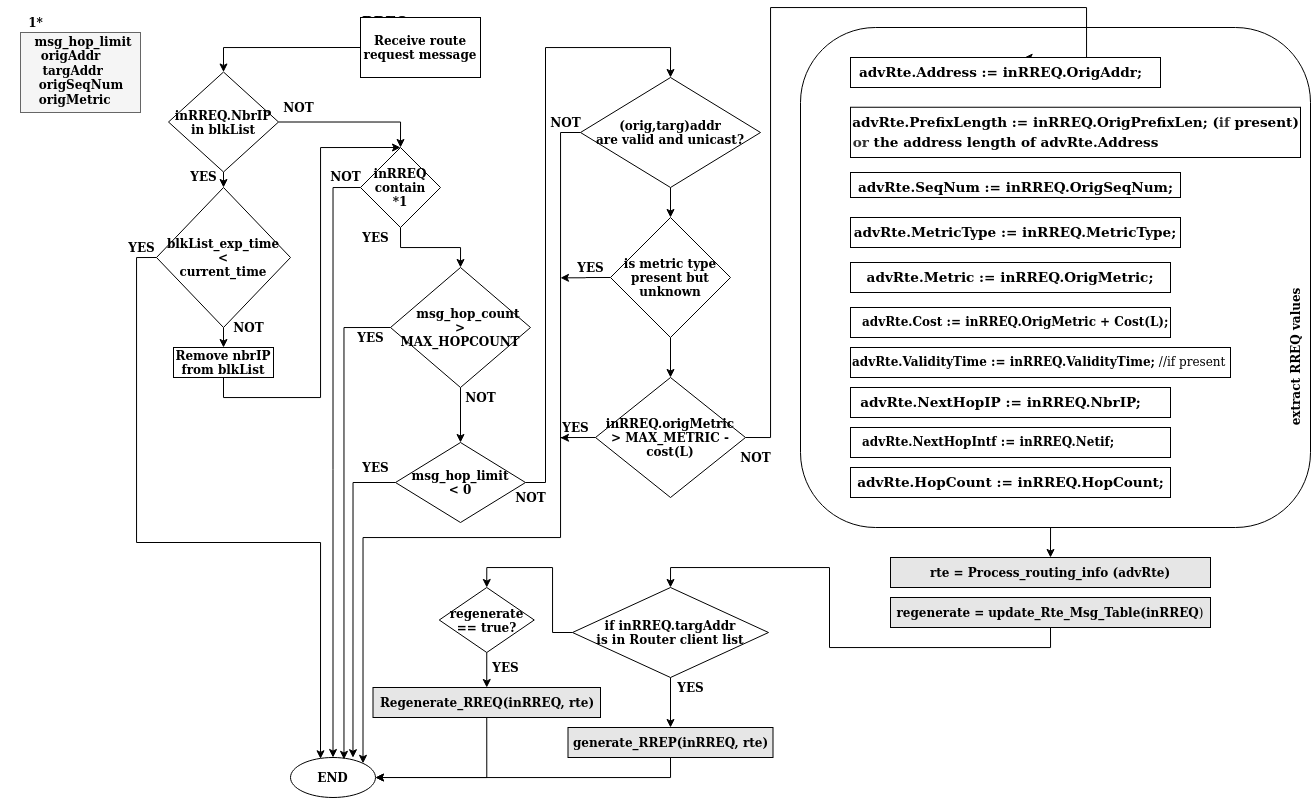 1*
msg_hop_limit
origAddr
targAddr
origSeqNum
origMetric
Receive route
request message
inRREQ.NbrIP
in blkList
NOT
YES
blkList_exp_time
<
current_time
YES
NOT
Remove nbrIP
from blkList
inRREQ
contain
*1
NOT
YES
msg_hop_count
>
MAX_HOPCOUNT
YES
NOT
msg_hop_limit
< 0
YES
NOT
(orig,targ)addr
are valid and unicast?
NOT
is metric type
present but
unknown
YES
inRREQ.origMetric
> MAX_METRIC -
cost(L)
YES
NOT
advRte.Address := inRREQ.OrigAddr;
advRte.PrefixLength := inRREQ.OrigPrefixLen; (if present)
or the address length of advRte.Address
advRte.SeqNum := inRREQ.OrigSeqNum;
advRte.MetricType := inRREQ.MetricType;
advRte.Metric := inRREQ.OrigMetric;
advRte.Cost := inRREQ.OrigMetric + Cost(L);
advRte.ValidityTime := inRREQ.ValidityTime; //if present
advRte.NextHopIP := inRREQ.NbrIP;
advRte.NextHopIntf := inRREQ.Netif;
advRte.HopCount := inRREQ.HopCount;
extract RREQ values
rte = Process_routing_info (advRte)
regenerate = update_Rte_Msg_Table(inRREQ)
if inRREQ.targAddr
is in Router client list
YES
generate_RREP(inRREQ, rte)
regenerate
== true?
YES
Regenerate_RREQ(inRREQ, rte)
END